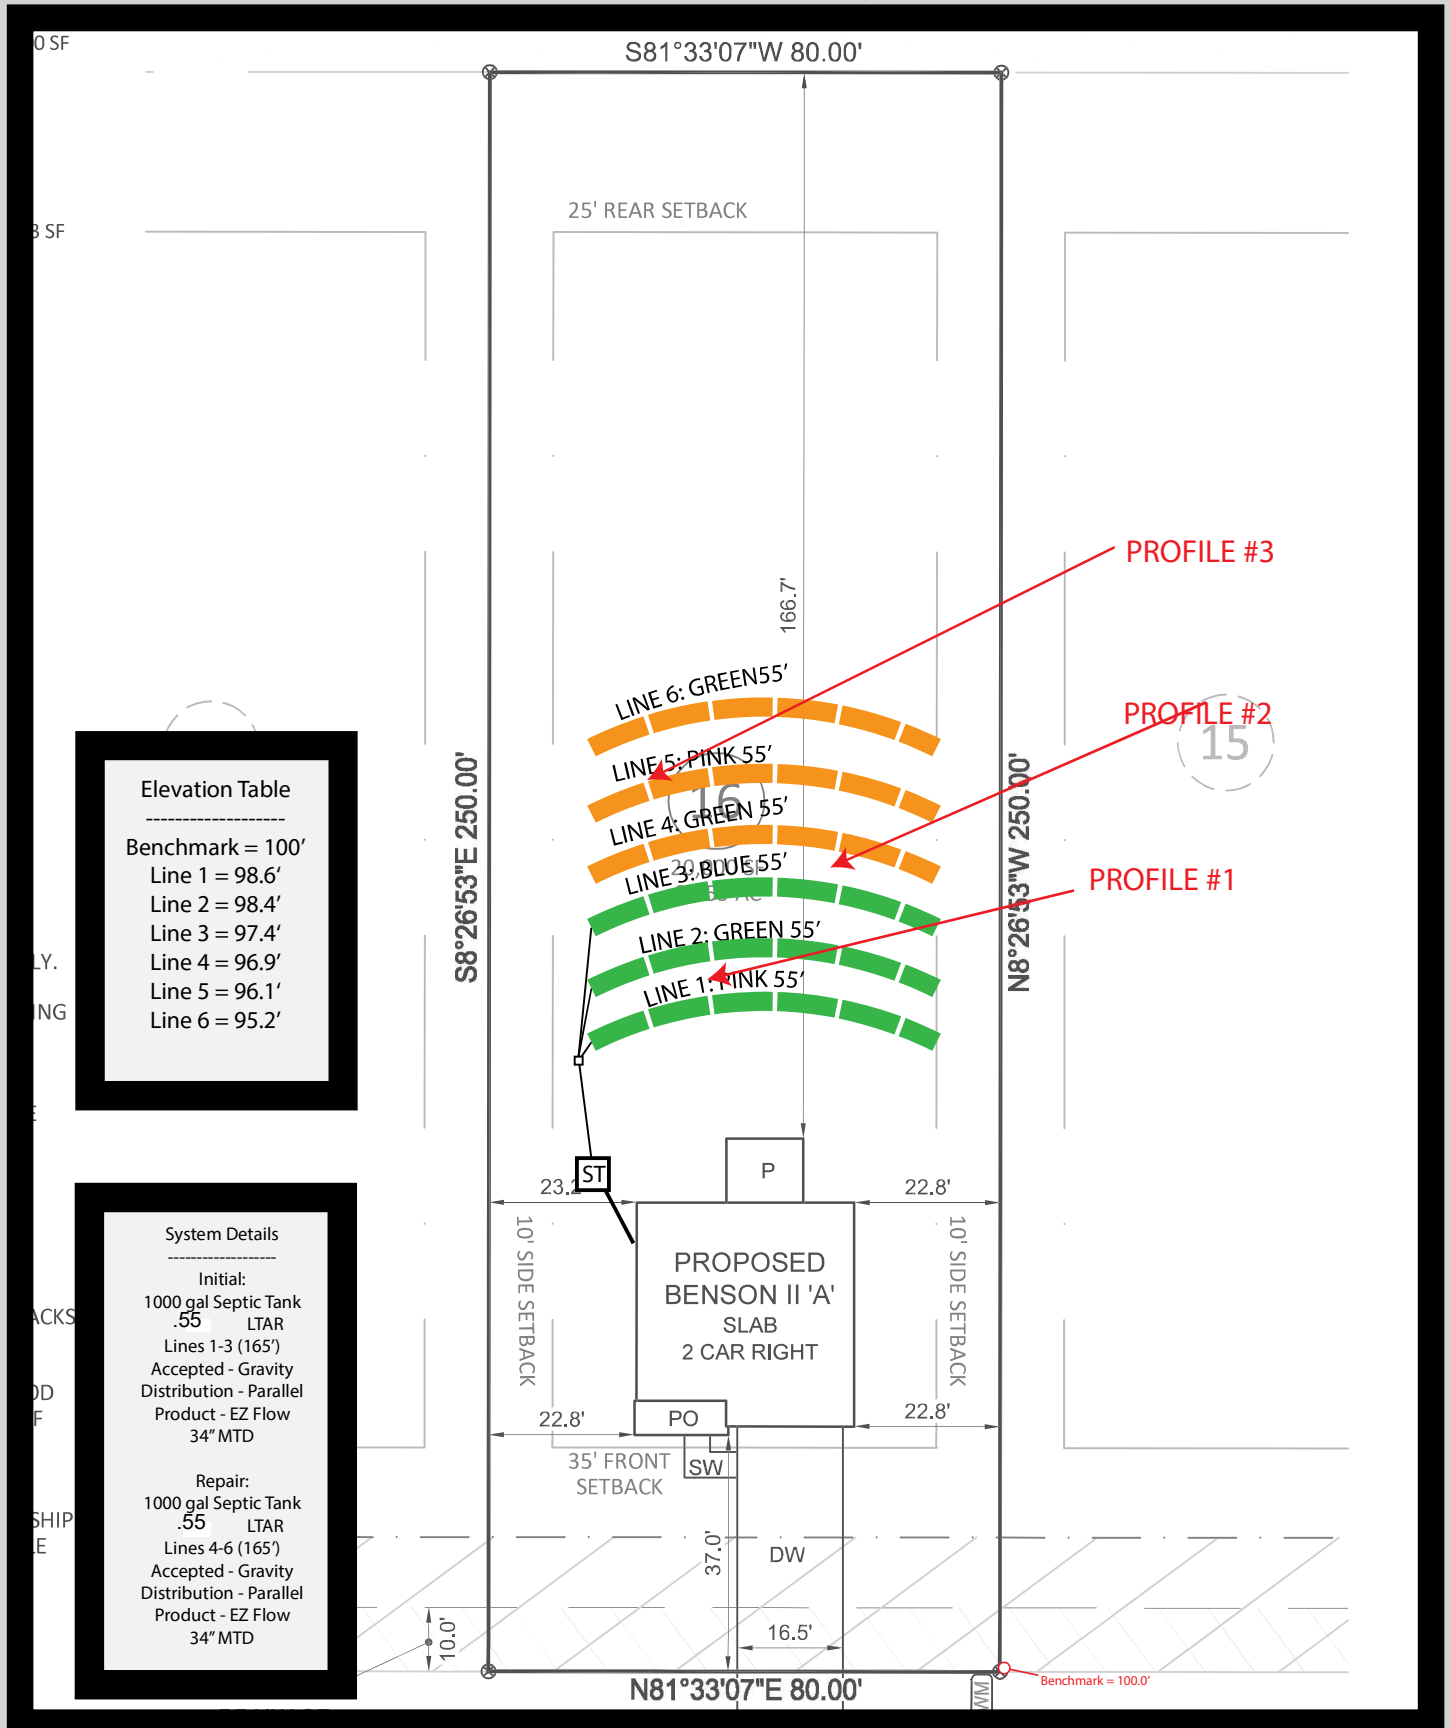 0 SF
S81°33'07"W 80.00'
25' REAR SETBACK
3 SF
PROFILE #3
166.7'
LINE 6: GREEN55'
PROFILE #2
15
LINE 5: PINK 55'
16
LINE 4: GREEN 55'
LINE 3: BLUE 55'
PROFILE #1
LINE 2: GREEN 55'
LINE 1: PINK 55'
S8°26'53"E 250.00'
N8°26'53"W 250.00'
Elevation Table
-------------------
Benchmark = 100'
Line 1 = 98.6'
Line 2 = 98.4'
Line 3 = 97.4'
Line 4 = 96.9'
Line 5 = 96.1'
Line 6 = 95.2'
LY.
ING
P
ST
23.2
22.8'
10' SIDE SETBACK
10' SIDE SETBACK
PROPOSED
BENSON II 'A'
SLAB
2 CAR RIGHT
PO
22.8'
22.8'
35' FRONT
SETBACK
SW
37.0'
DW
16.5'
10.0'
System Details
-------------------
Initial:
1000 gal Septic Tank
.55 LTAR
Lines 1-3 (165')
Accepted - Gravity
Distribution - Parallel
Product - EZ Flow
34" MTD
Repair:
1000 gal Septic Tank
.55 LTAR
Lines 4-6 (165')
Accepted - Gravity
Distribution - Parallel
Product - EZ Flow
34" MTD
ACKS
OD
F
SHIP
LE
N81°33'07"E 80.00'
WM
Benchmark = 100.0'